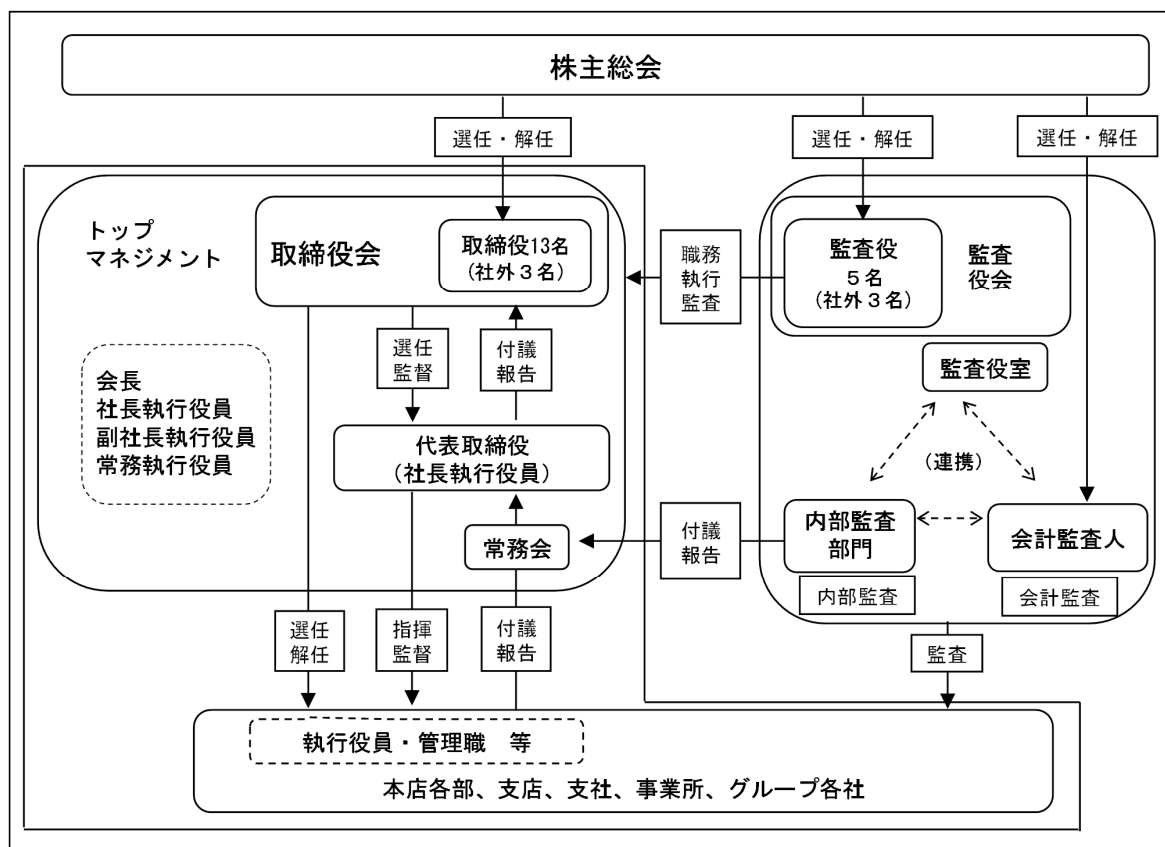 株主総会
選任・解任
選任・解任
選任・解任
トップ
マネジメント
取締役会
取締役13名
(社外3名)
職務
執行
監査
監査役
5名
(社外3名)
監査
役会
選任
監督
付議
報告
監査役室
会長
社長執行役員
副社長執行役員
常務執行役員
代表取締役
(社長執行役員)
(連携)
常務会
付議
報告
内部監査
部門
会計監査人
内部監査
会計監査
選任
解任
指揮
監督
付議
報告
監査
執行役員・管理職 等
本店各部、支店、支社、事業所、グループ各社